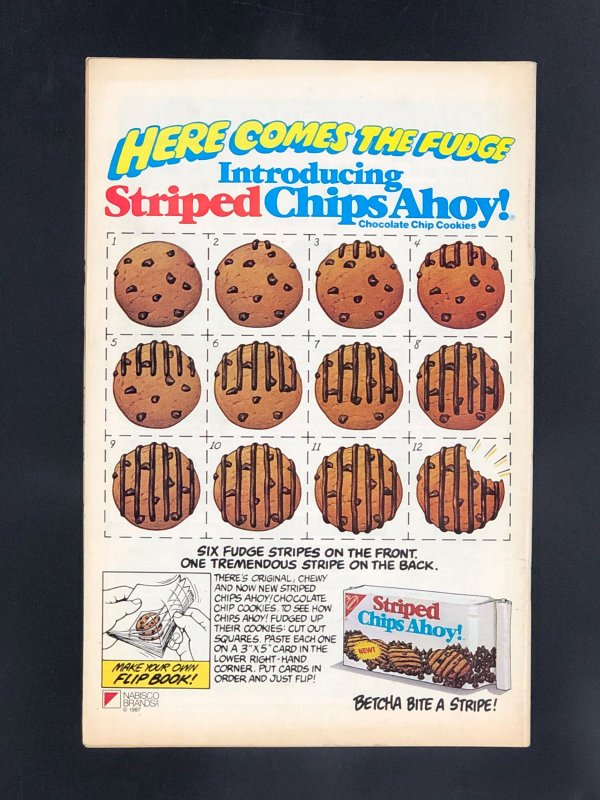 HERE COMES THE FUDGE
Introducing
Striped Chips Ahoy!®
Chocolate Chip Cookies
1 2 3 4
5 6 7 8
9 10 11 12
SIX FUDGE STRIPES ON THE FRONT.
ONE TREMENDOUS STRIPE ON THE BACK.
THERE'S ORIGINAL, CHEWY
AND NOW NEW STRIPED
CHIPS AHOY! CHOCOLATE
CHIP COOKIES. TO SEE HOW
CHIPS AHOY! FUDGED UP
THEIR COOKIES: CUT OUT
SQUARES. PASTE EACH ONE
ON A 3"X5" CARD IN THE
LOWER RIGHT-HAND
CORNER. PUT CARDS IN
ORDER AND JUST FLIP!
MAKE YOUR OWN
FLIP BOOK!
NABISCO
BRANDS
© 1987
Striped
Chips Ahoy!
NEW!
BETCHA BITE A STRIPE!